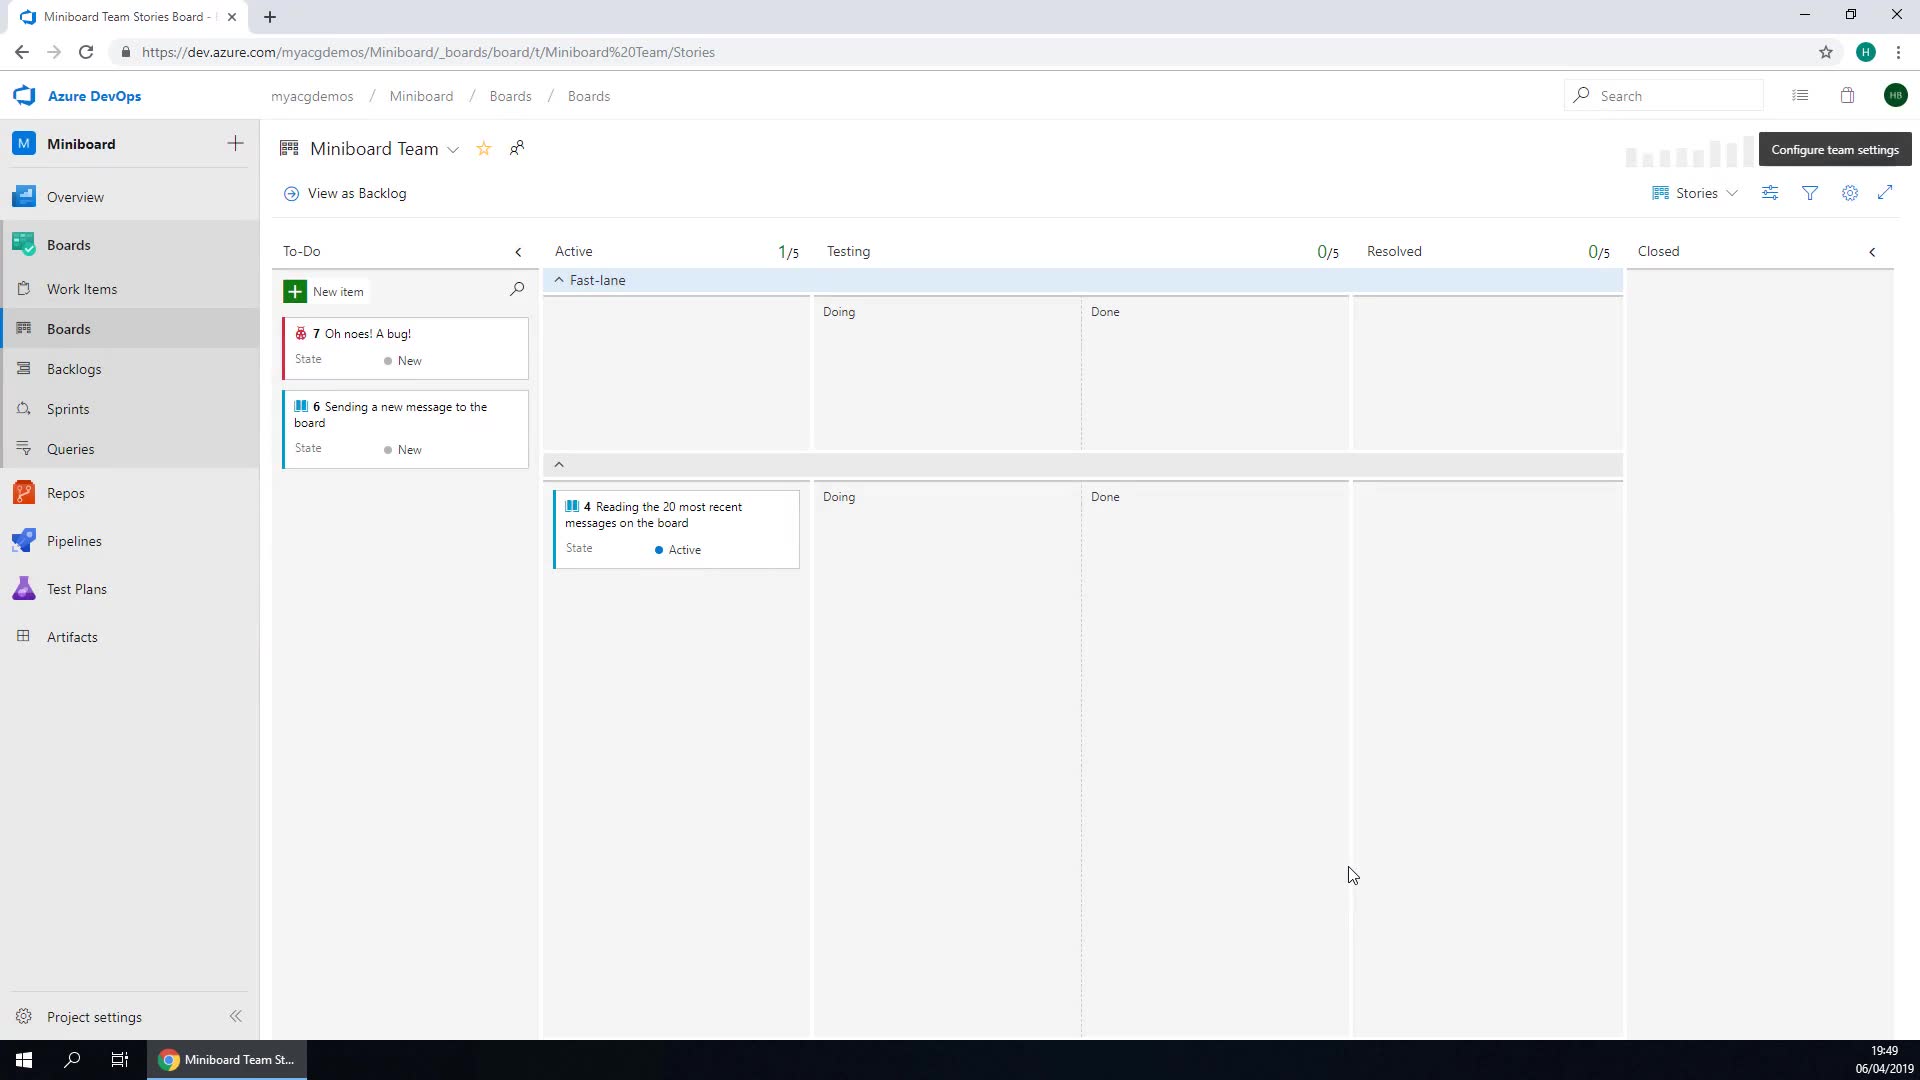 Miniboard Team Stories Board -
https://dev.azure.com/myacgdemos/Miniboard/_boards/board/t/Miniboard%20Team/Stories
H
Azure DevOps
myacgdemos / Miniboard / Boards / Boards
Search
HB
M Miniboard
Miniboard Team
Configure team settings
Overview
View as Backlog
Stories
Boards
Work Items
Boards
Backlogs
Sprints
Queries
Repos
Pipelines
Test Plans
Artifacts
Project settings
To-Do
Active 1/5
Testing 0/5
Resolved 0/5
Closed
New item
Fast-lane
Doing
Done
7 Oh noes! A bug!
State New
6 Sending a new message to the
board
State New
4 Reading the 20 most recent
messages on the board
State Active
Doing
Done
Miniboard Team St...
19:49
06/04/2019